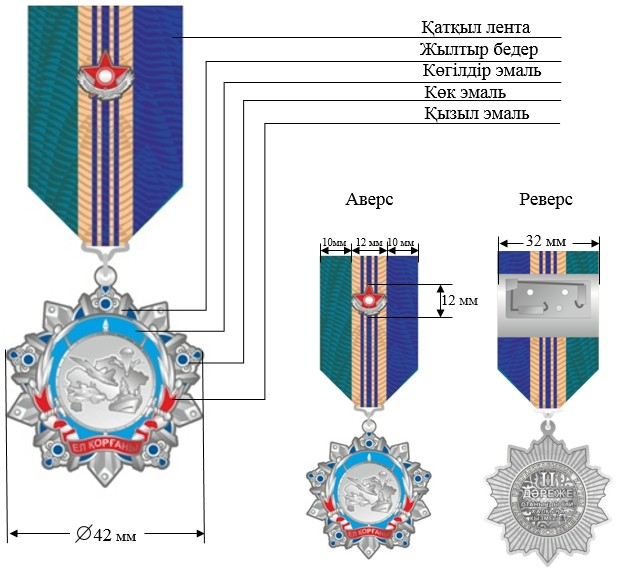 Қатқыл лента
Жылтыр бедер
Көгілдір эмаль
Көк эмаль
Қызыл эмаль
Аверс
Реверс
10мм
12 мм
10 мм
32 мм
12 мм
ЕЛ ҚОРҒАНЫ
II
ДӘРЕЖЕ
Ø42 мм